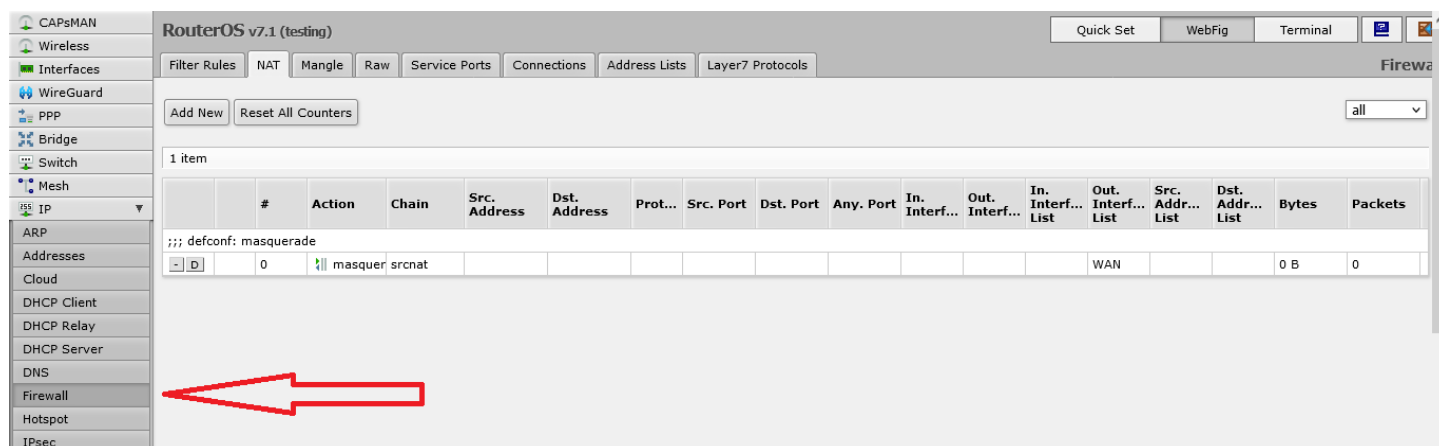 CAPsMAN
Wireless
Interfaces
WireGuard
PPP
Bridge
Switch
Mesh
255 IP ▼
ARP
Addresses
Cloud
DHCP Client
DHCP Relay
DHCP Server
DNS
Firewall
Hotspot
IPsec
RouterOS v7.1 (testing)
Quick Set WebFig Terminal
Filter Rules NAT Mangle Raw Service Ports Connections Address Lists Layer7 Protocols Firewa
Add New Reset All Counters all
1 item
# Action Chain Src. Address Dst. Address Prot... Src. Port Dst. Port Any. Port In. Interf... Out. Interf... In. Interf... List Out. Interf... List Src. Addr... List Dst. Addr... List Bytes Packets
;;; defconf: masquerade
- D 0 masquer srcnat WAN 0 B 0